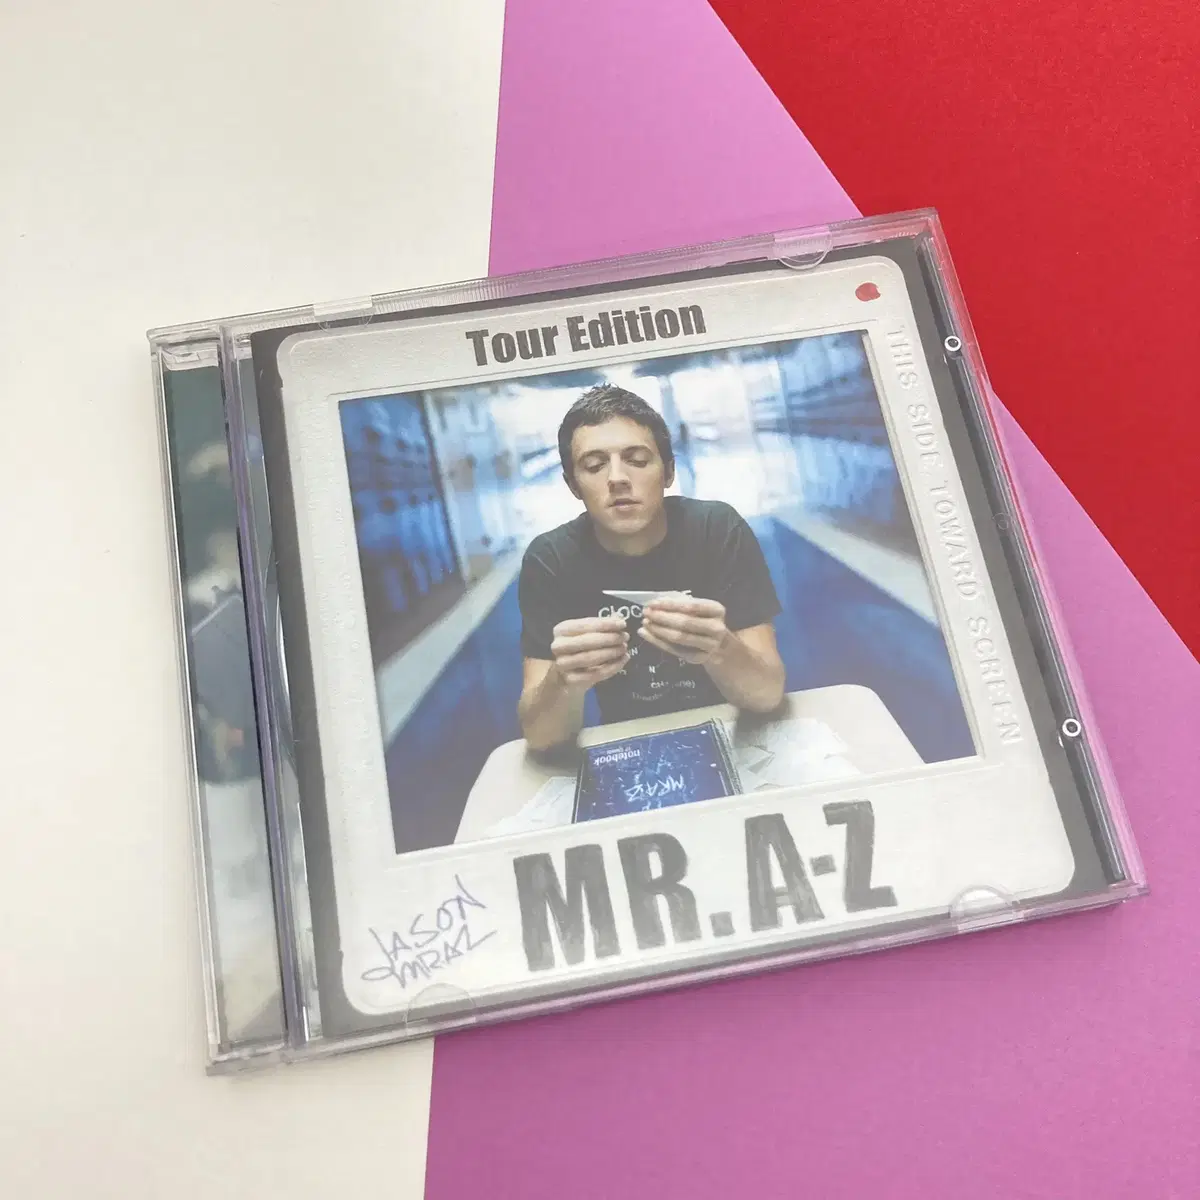 Tour Edition
THIS SIDE TOWARD SCREEN
notebook
MRAZ
MR. A-Z
JASON
MRAZ